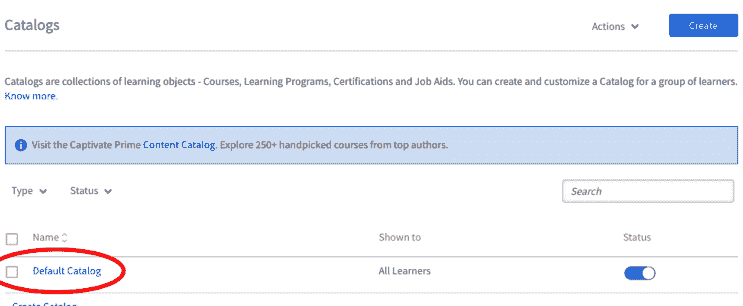 Catalogs
Actions
Create
Catalogs are collections of learning objects - Courses, Learning Programs, Certifications and Job Aids. You can create and customize a Catalog for a group of learners.
Know more.
Visit the Captivate Prime Content Catalog. Explore 250+ handpicked courses from top authors.
Type
Status
Search
Name
Shown to
Status
Default Catalog
All Learners
Create Catalog